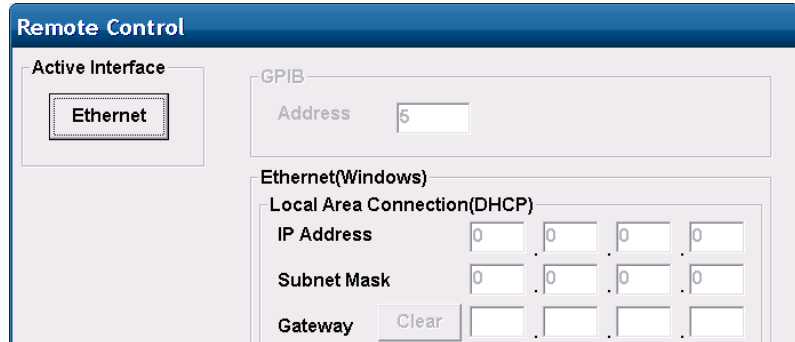 Remote Control
Active Interface
Ethernet
GPIB
Address 5
Ethernet(Windows)
Local Area Connection(DHCP)
IP Address 0 . 0 . 0 . 0
Subnet Mask 0 . 0 . 0 . 0
Gateway Clear . . .